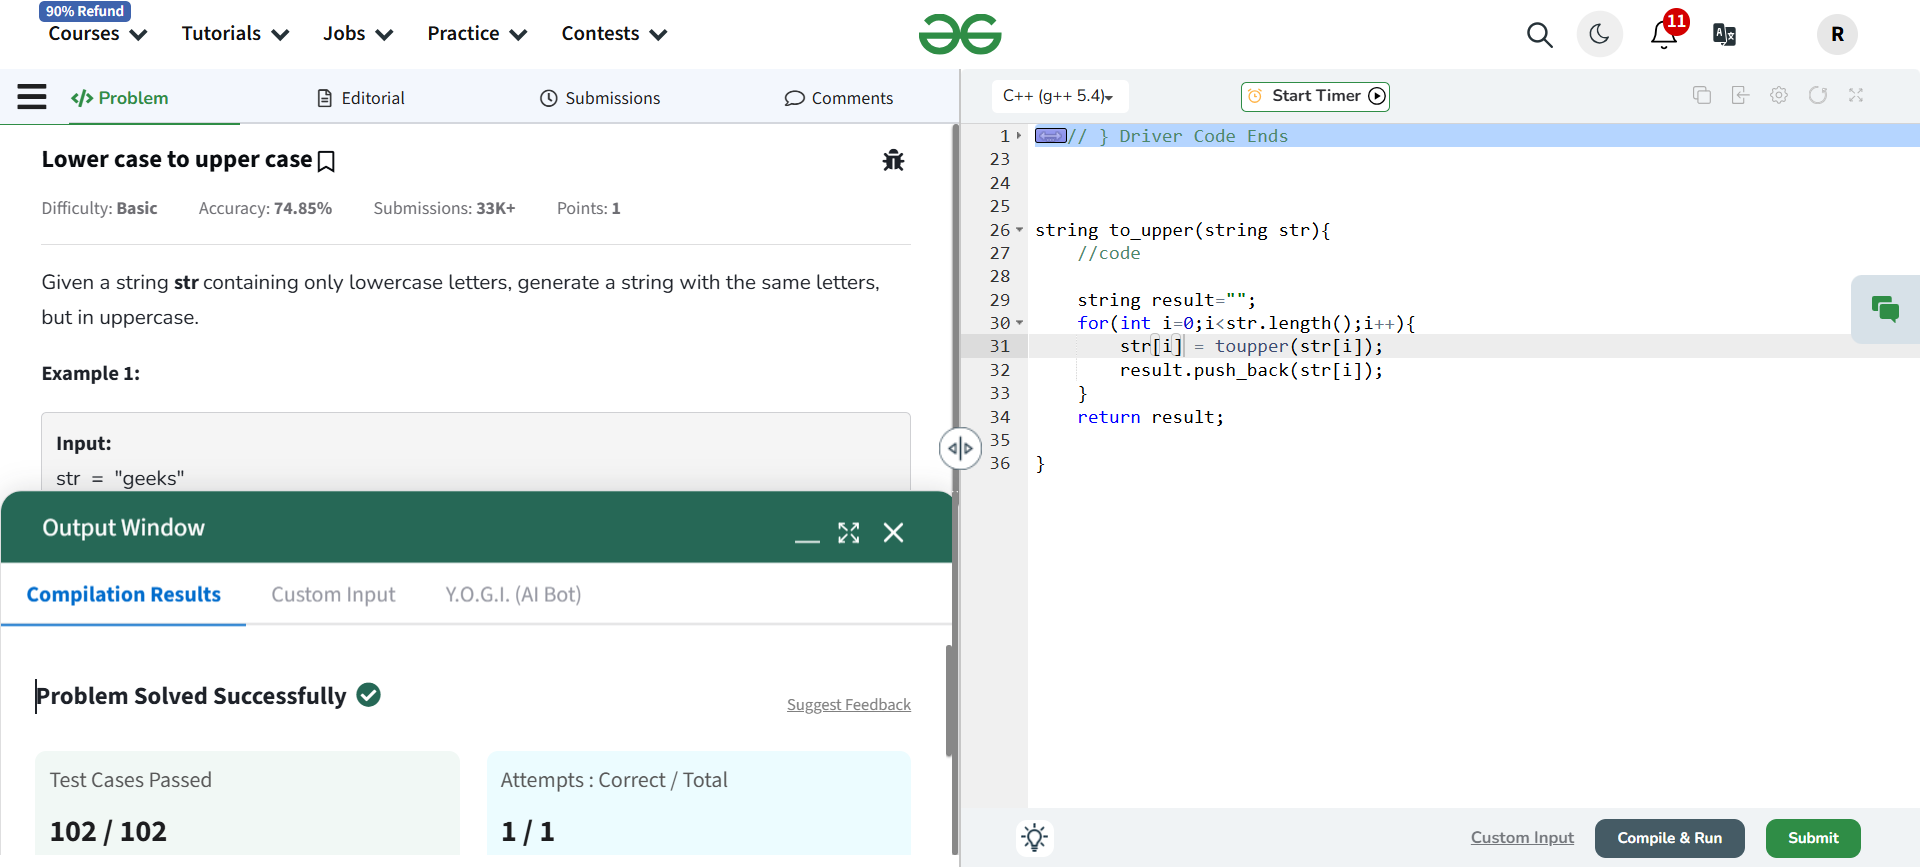 90% Refund
Courses Tutorials Jobs Practice Contests
11
R
Problem Editorial Submissions Comments
Lower case to upper case
Difficulty: Basic Accuracy: 74.85% Submissions: 33K+ Points: 1
Given a string str containing only lowercase letters, generate a string with the same letters,
but in uppercase.
Example 1:
Input:
str = "geeks"
Output Window
Compilation Results Custom Input Y.O.G.I. (AI Bot)
Problem Solved Successfully
Suggest Feedback
Test Cases Passed
102 / 102
Attempts : Correct / Total
1 / 1
C++ (g++ 5.4)
Start Timer
1 // } Driver Code Ends
23
24
25
26 string to_upper(string str){
27 //code
28
29 string result="";
30 for(int i=0;i<str.length();i++){
31 str[i] = toupper(str[i]);
32 result.push_back(str[i]);
33 }
34 return result;
35
36 }
Custom Input Compile & Run Submit